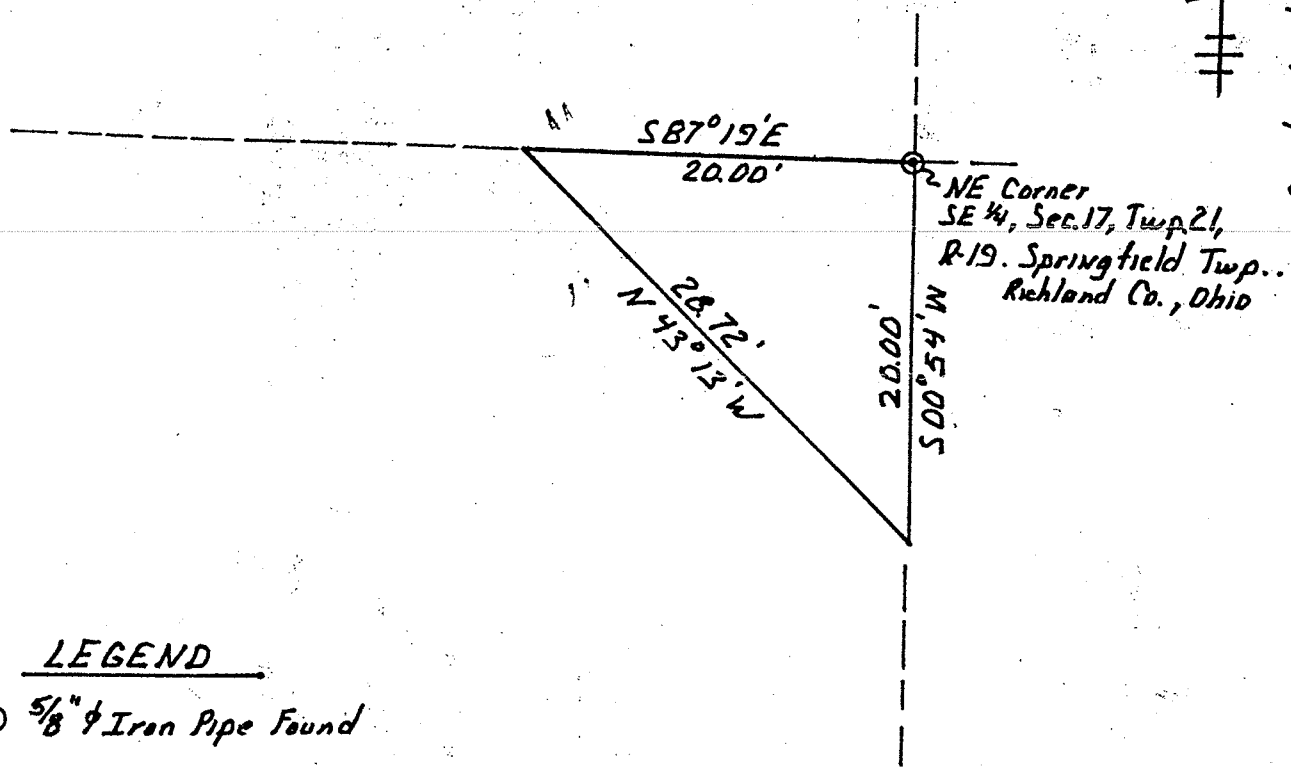 S87°19'E
20.00'
NE Corner
SE 1/4, Sec. 17, Twp. 21,
R-19. Springfield Twp..
Richland Co., Ohio
28.72'
N 43°13' W
20.00'
S00°54'W
LEGEND
5/8" ϕ Iron Pipe Found